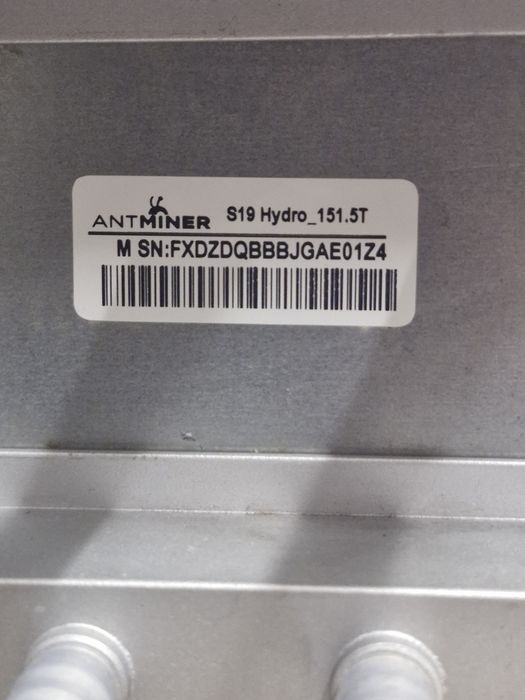 ANTMINER S19 Hydro_151.5T
M SN:FXDZDQBBBJGAE01Z4